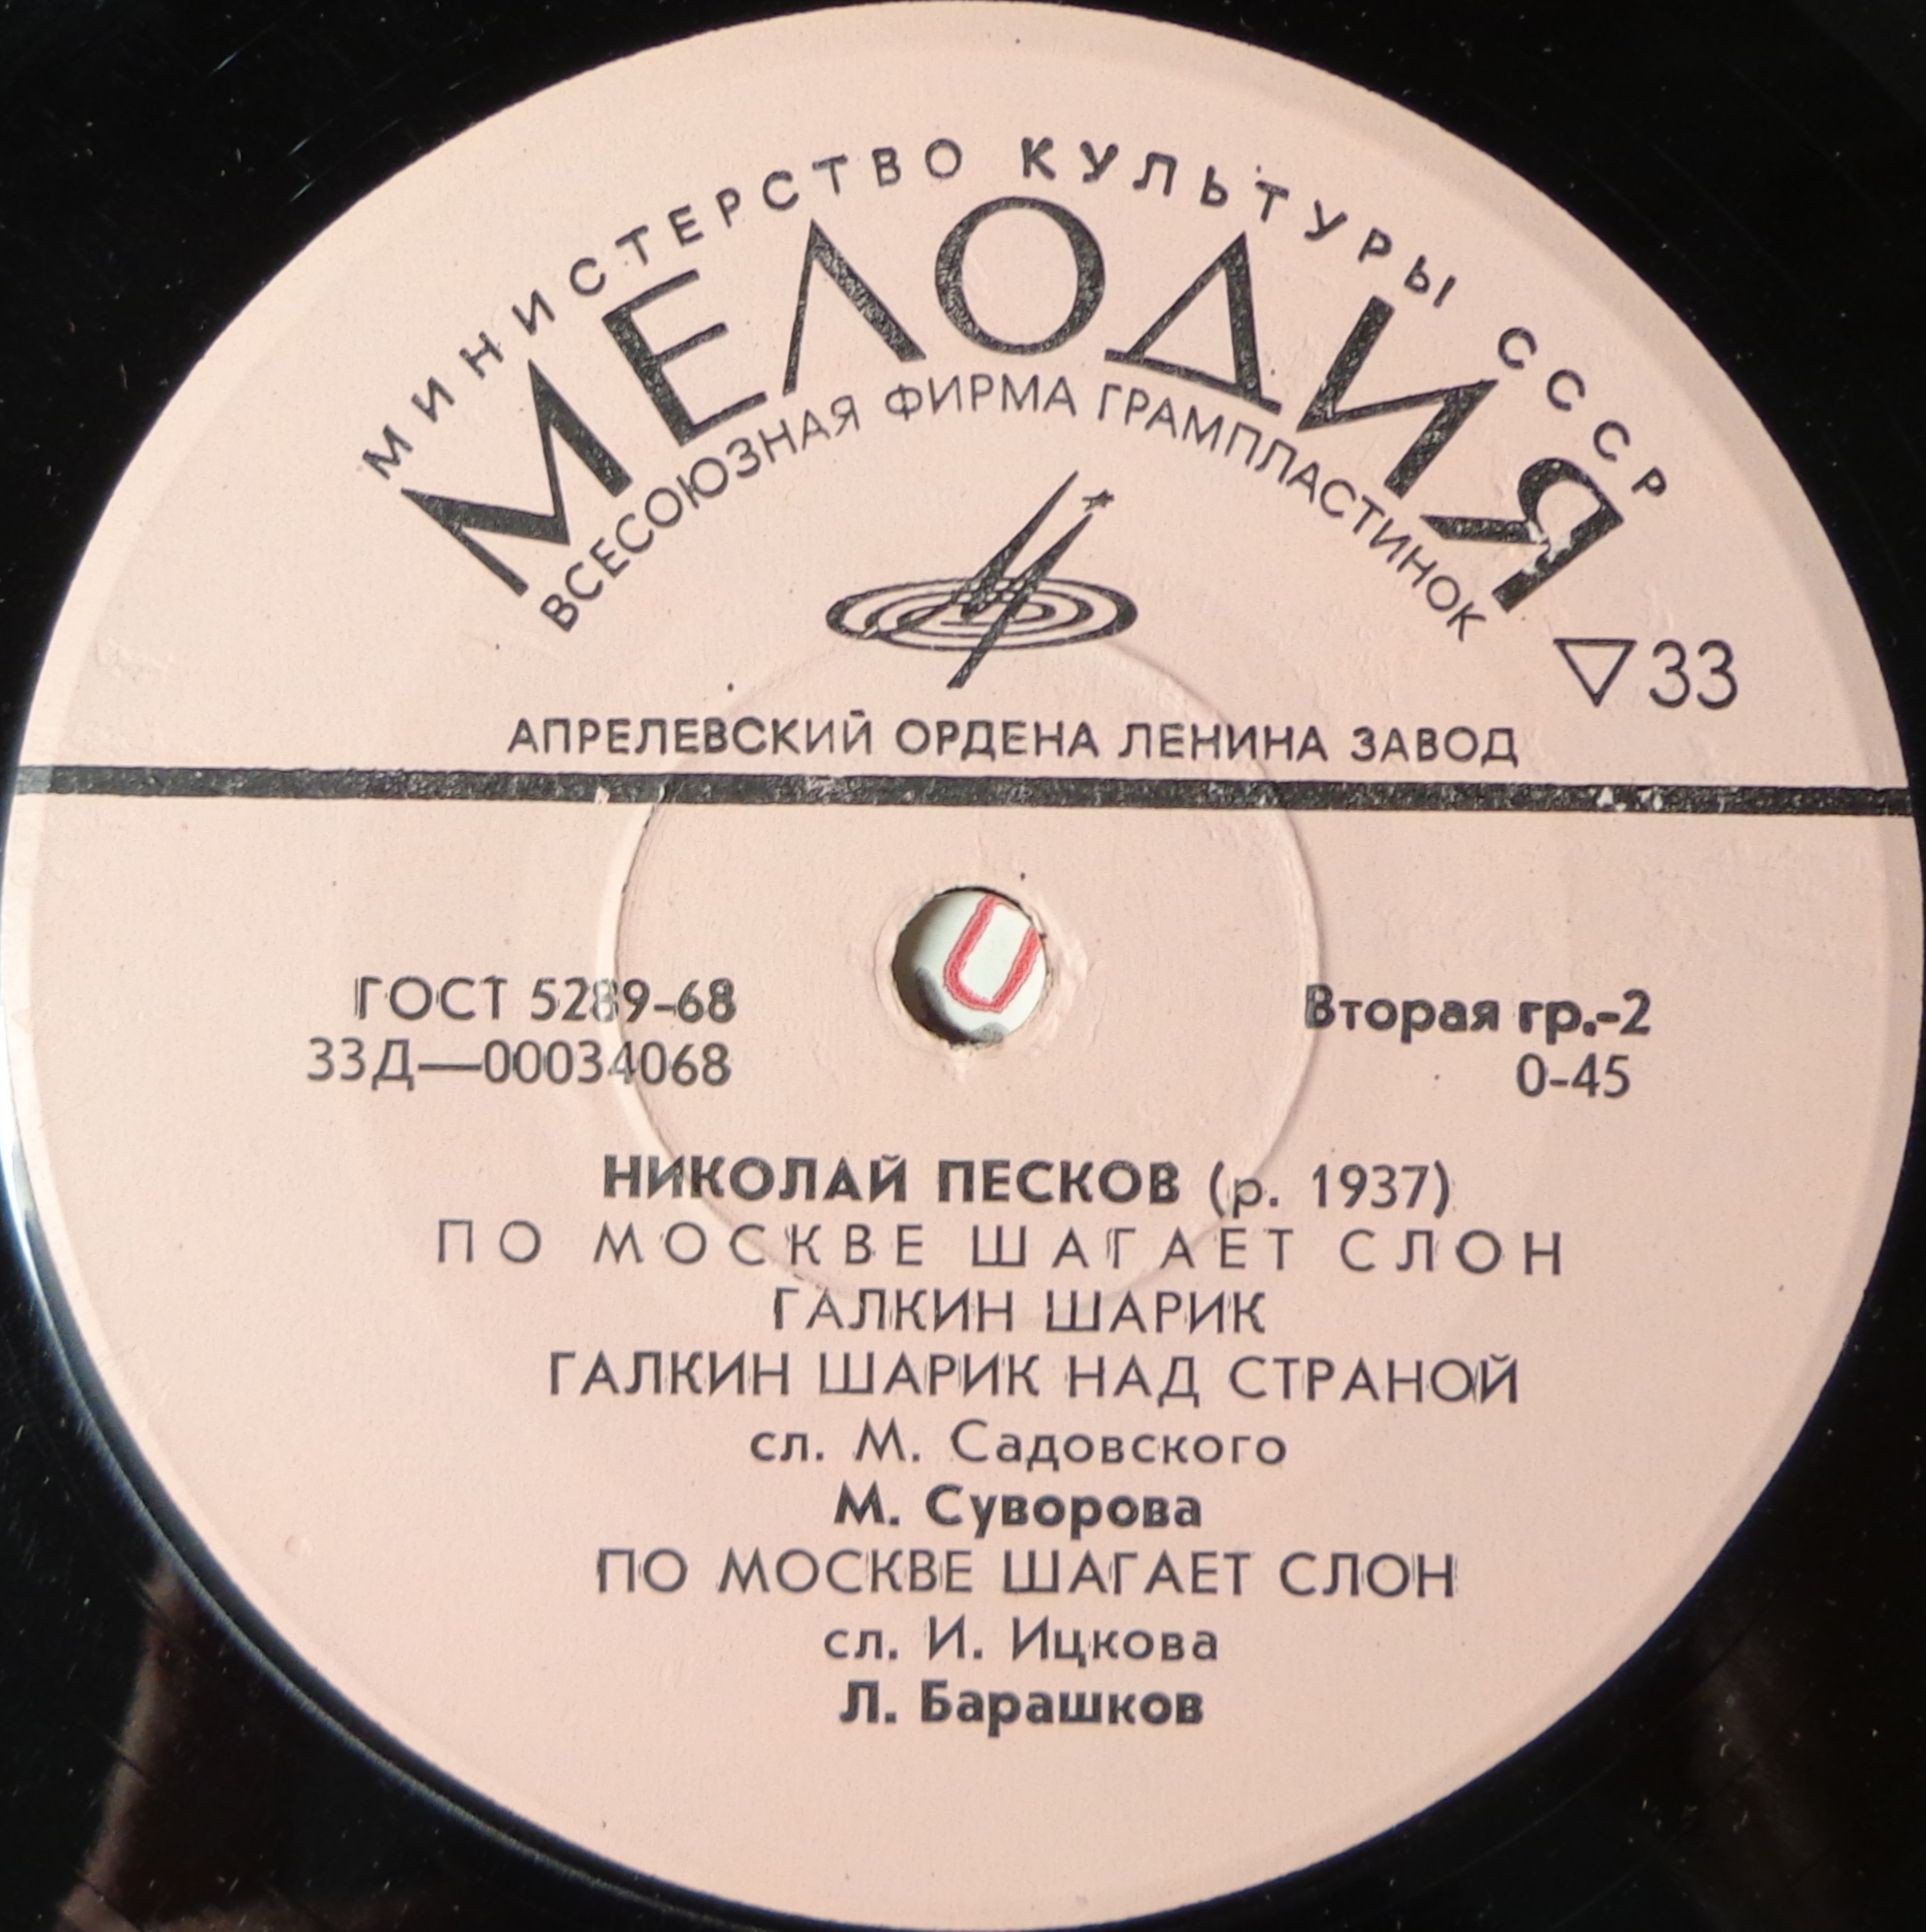 МИНИСТЕРСТВО КУЛЬТУРЫ СССР
МЕЛОДИЯ
ВСЕСОЮЗНАЯ ФИРМА ГРАМПЛАСТИНОК
▽33
АПРЕЛЕВСКИЙ ОРДЕНА ЛЕНИНА ЗАВОД
ГОСТ 5289-68
Вторая гр.-2
33Д—00034068
0-45
НИКОЛАЙ ПЕСКОВ (р. 1937)
ПО МОСКВЕ ШАГАЕТ СЛОН
ГАЛКИН ШАРИК
ГАЛКИН ШАРИК НАД СТРАНОЙ
сл. М. Садовского
М. Суворова
ПО МОСКВЕ ШАГАЕТ СЛОН
сл. И. Ицкова
Л. Барашков